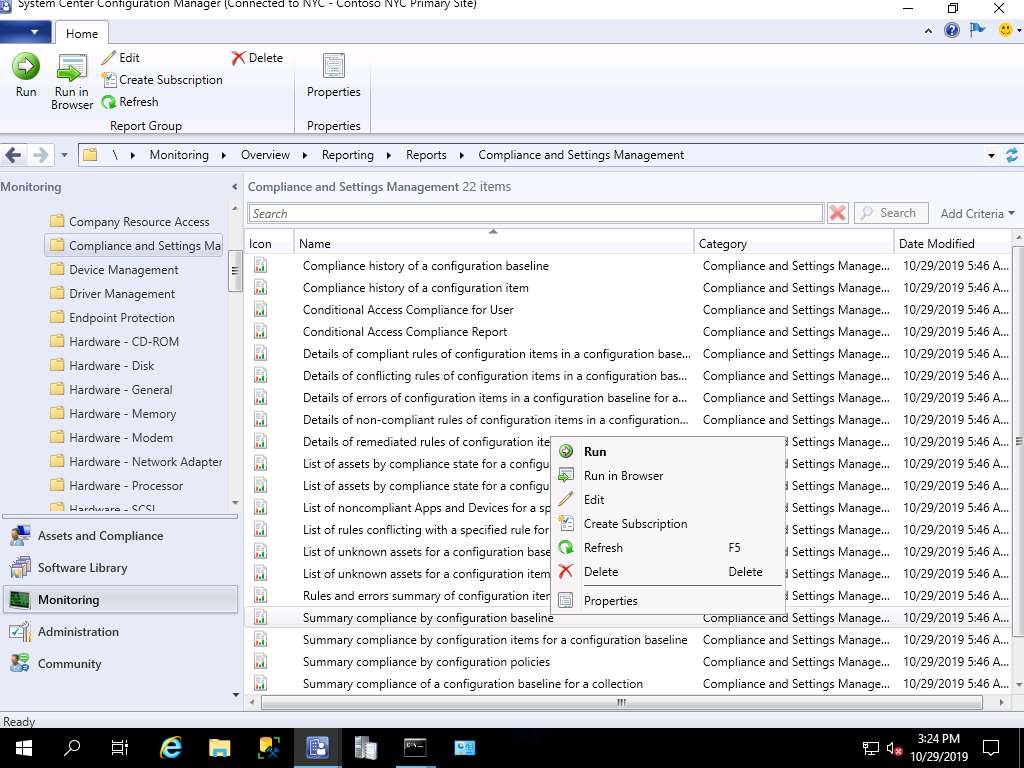 System Center Configuration Manager (Connected to NYC - Contoso NYC Primary Site)
Home
Run
Run in Browser
Edit
Create Subscription
Refresh
Delete
Report Group
Properties
Properties
\ Monitoring Overview Reporting Reports Compliance and Settings Management
Monitoring
Company Resource Access
Compliance and Settings Ma
Device Management
Driver Management
Endpoint Protection
Hardware - CD-ROM
Hardware - Disk
Hardware - General
Hardware - Memory
Hardware - Modem
Hardware - Network Adapter
Hardware - Processor
Hardware - SCSI
Assets and Compliance
Software Library
Monitoring
Administration
Community
Compliance and Settings Management 22 items
Search
Search
Add Criteria
Icon Name Category Date Modified
Compliance history of a configuration baseline Compliance and Settings Manage... 10/29/2019 5:46 A...
Compliance history of a configuration item Compliance and Settings Manage... 10/29/2019 5:46 A...
Conditional Access Compliance for User Compliance and Settings Manage... 10/29/2019 5:46 A...
Conditional Access Compliance Report Compliance and Settings Manage... 10/29/2019 5:46 A...
Details of compliant rules of configuration items in a configuration base... Compliance and Settings Manage... 10/29/2019 5:46 A...
Details of conflicting rules of configuration items in a configuration bas... Compliance and Settings Manage... 10/29/2019 5:46 A...
Details of errors of configuration items in a configuration baseline for a... Compliance and Settings Manage... 10/29/2019 5:46 A...
Details of non-compliant rules of configuration items in a configuration... Compliance and Settings Manage... 10/29/2019 5:46 A...
Details of remediated rules of configuration ite d Settings Manage... 10/29/2019 5:46 A...
List of assets by compliance state for a configu d Settings Manage... 10/29/2019 5:46 A...
List of assets by compliance state for a configu d Settings Manage... 10/29/2019 5:46 A...
List of noncompliant Apps and Devices for a sp d Settings Manage... 10/29/2019 5:46 A...
List of rules conflicting with a specified rule for d Settings Manage... 10/29/2019 5:46 A...
List of unknown assets for a configuration base d Settings Manage... 10/29/2019 5:46 A...
List of unknown assets for a configuration item d Settings Manage... 10/29/2019 5:46 A...
Rules and errors summary of configuration item d Settings Manage... 10/29/2019 5:46 A...
Summary compliance by configuration baseline Compliance and Settings Manage... 10/29/2019 5:46 A...
Summary compliance by configuration items for a configuration baseline Compliance and Settings Manage... 10/29/2019 5:46 A...
Summary compliance by configuration policies Compliance and Settings Manage... 10/29/2019 5:46 A...
Summary compliance of a configuration baseline for a collection Compliance and Settings Manage... 10/29/2019 5:46 A...
Run
Run in Browser
Edit
Create Subscription
Refresh F5
Delete Delete
Properties
Ready
3:24 PM
10/29/2019